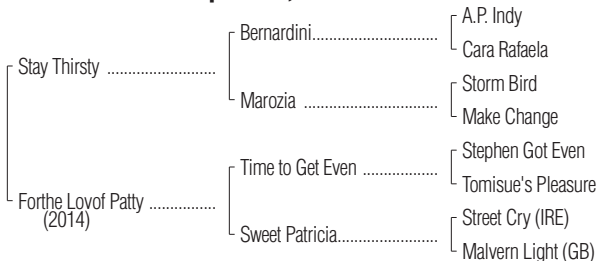 A.P. Indy
Bernardini
Cara Rafaela
Stay Thirsty
Storm Bird
Marozia
Make Change
Stephen Got Even
Time to Get Even
Tomisue's Pleasure
Forthe Lovof Patty
(2014)
Street Cry (IRE)
Sweet Patricia
Malvern Light (GB)